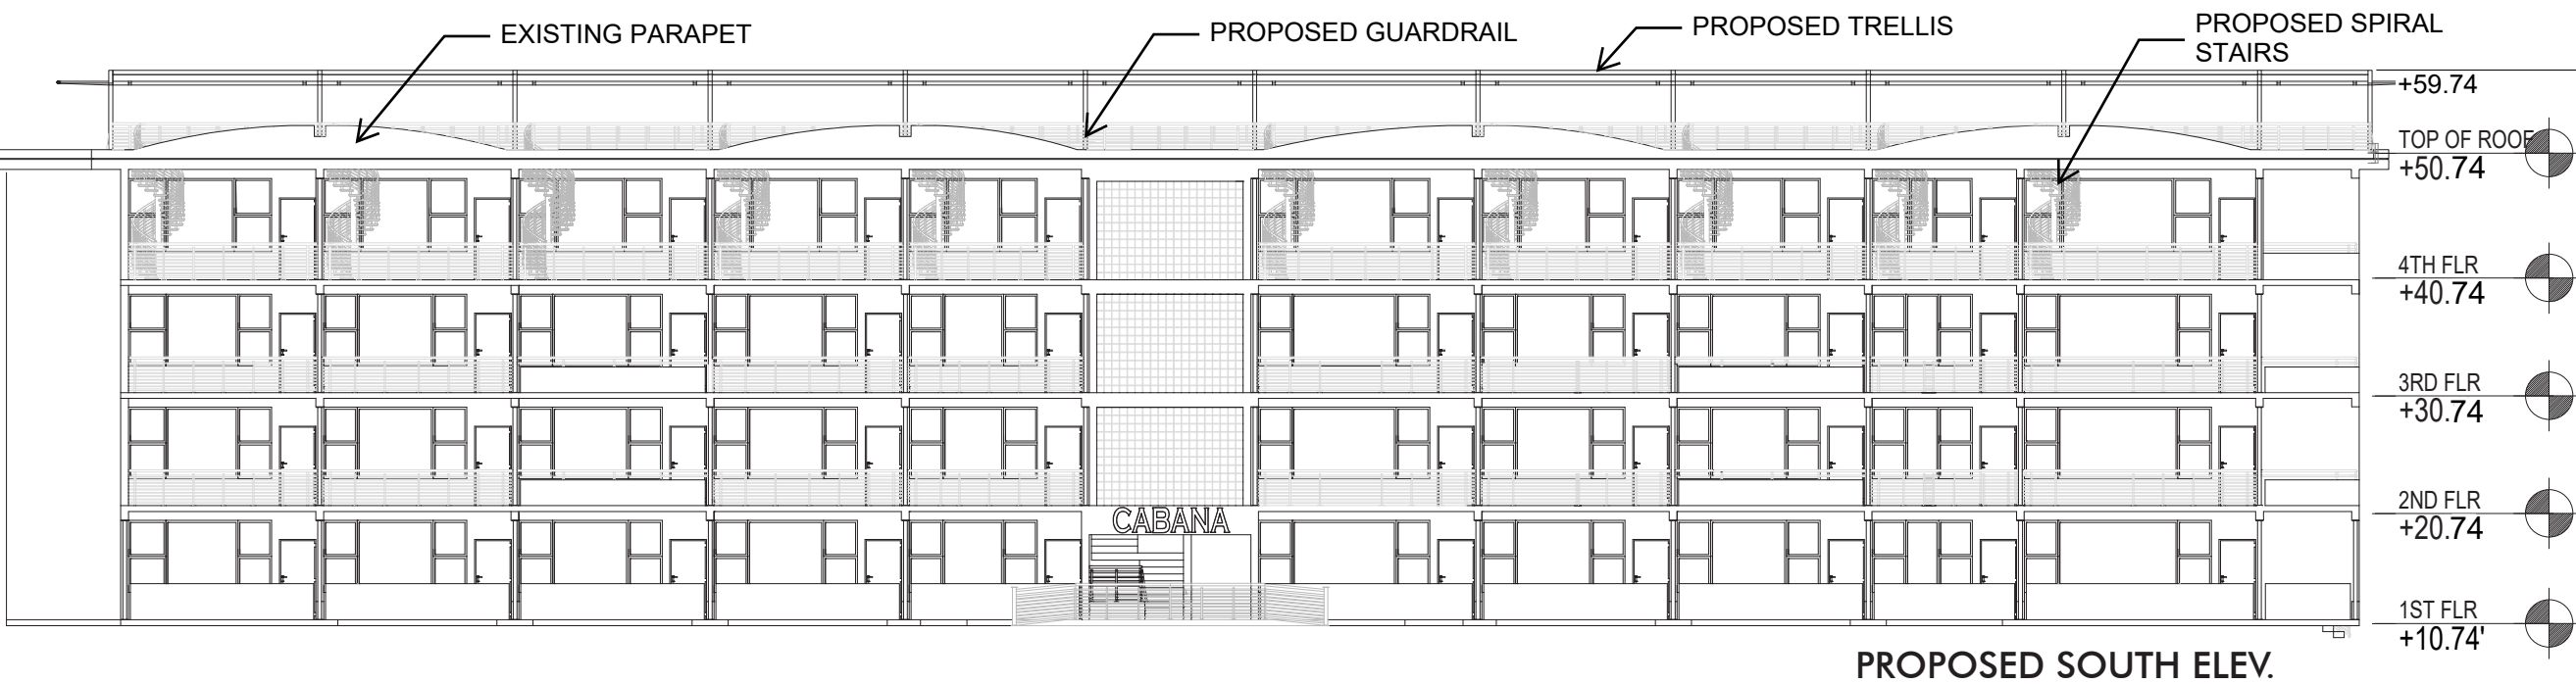 EXISTING PARAPET
PROPOSED GUARDRAIL
PROPOSED TRELLIS
PROPOSED SPIRAL
STAIRS
+59.74
TOP OF ROOF
+50.74
4TH FLR
+40.74
3RD FLR
+30.74
2ND FLR
+20.74
CABANA
1ST FLR
+10.74'
PROPOSED SOUTH ELEV.